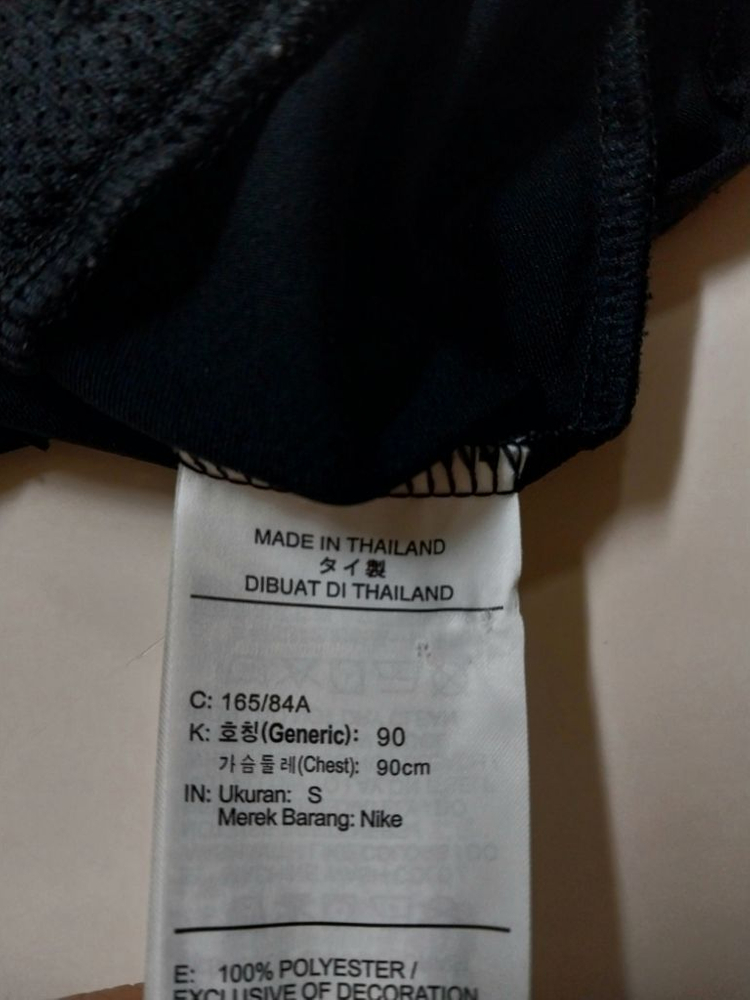 MADE IN THAILAND
タイ製
DIBUAT DI THAILAND
C: 165/84A
K: 호칭(Generic): 90
가슴둘레(Chest): 90cm
IN: Ukuran: S
Merek Barang: Nike
E: 100% POLYESTER /
EXCLUSIVE OF DECORATION